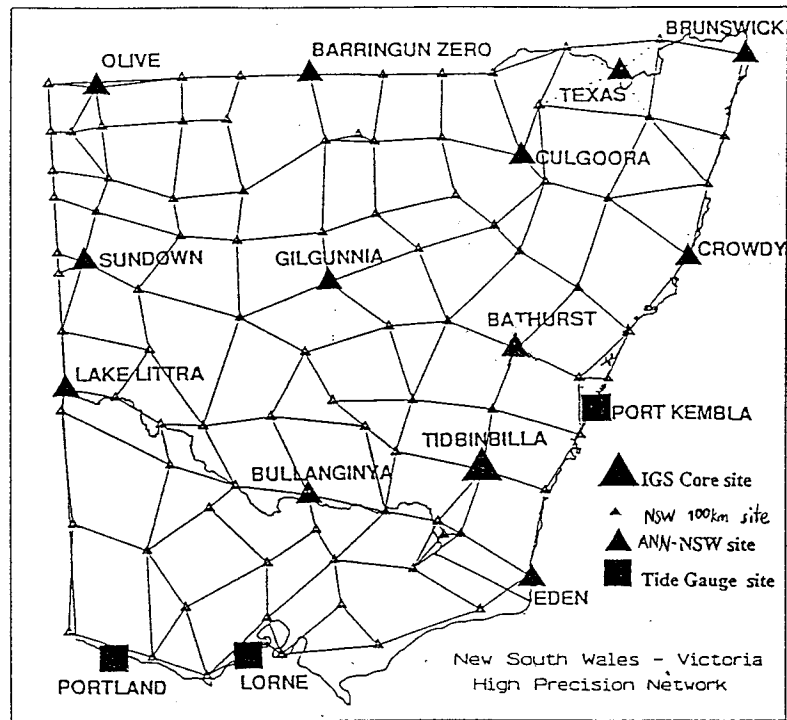 BRUNSWICK
OLIVE
BARRINGUN ZERO
TEXAS
CULGOORA
SUNDOWN
GILGUNNIA
CROWDY
BATHURST
LAKE LITTRA
PORT KEMBLA
TIDBINBILLA
BULLANGINYA
IGS Core site
NSW 100km site
ANN-NSW site
EDEN
Tide Gauge site
PORTLAND
LORNE
New South Wales - Victoria
High Precision Network